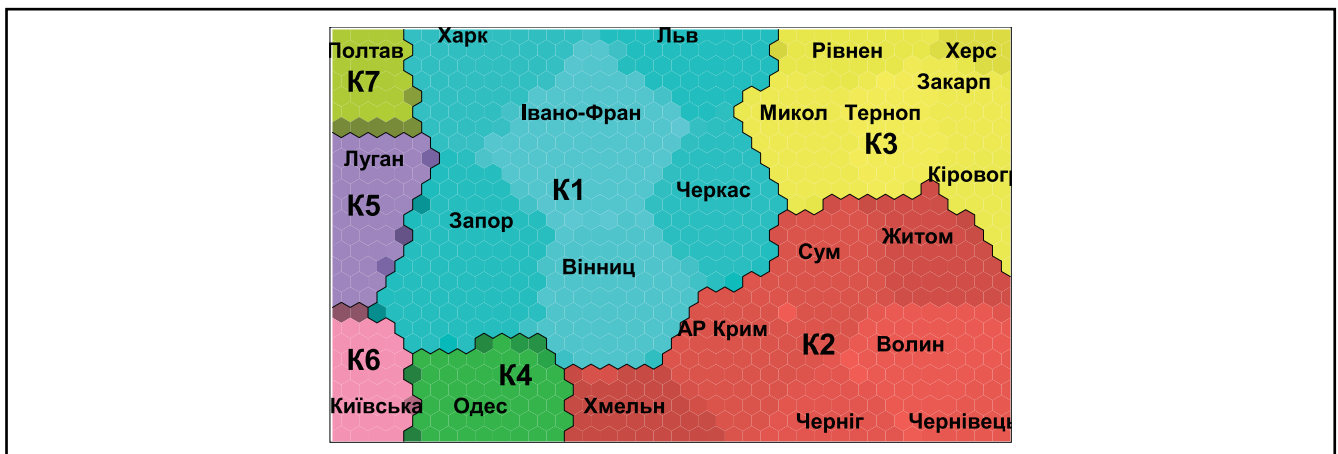 Харк
Льв
Полтав
Рівнен
Херс
К7
Закарп
Івано-Фран
Микол
Терноп
К3
Луган
Кіровогр
К1
Черкас
К5
Запор
Житом
Сум
Вінниц
АР Крим
К2
Волин
К6
К4
Київська
Одес
Хмельн
Черніг
Чернівець